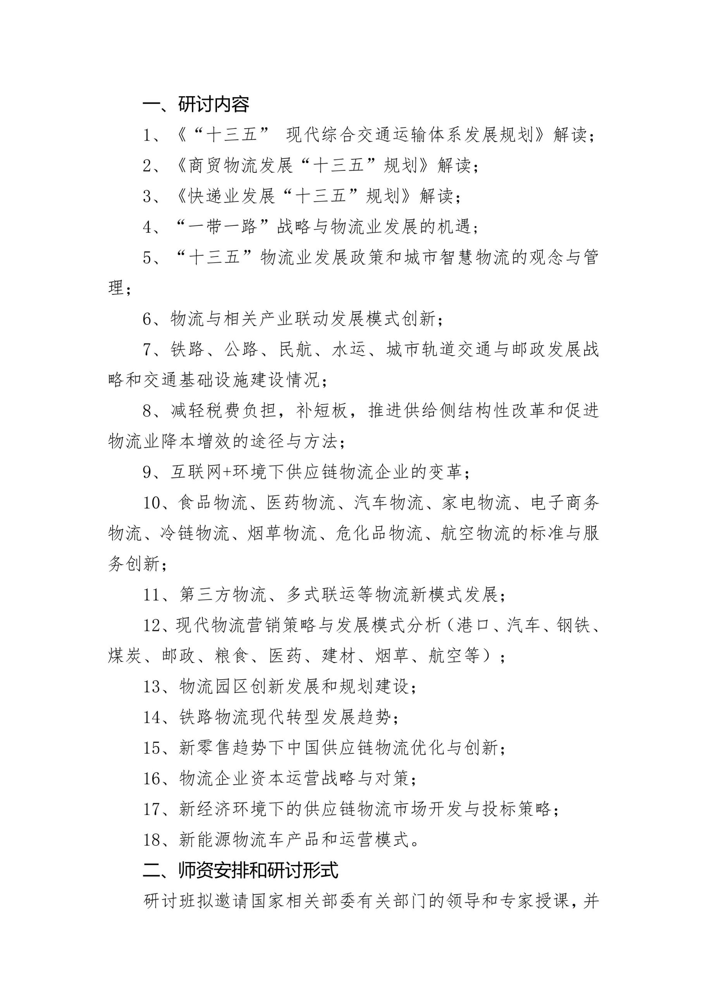 一、研讨内容
1、《“十三五” 现代综合交通运输体系发展规划》解读；
2、《商贸物流发展“十三五”规划》解读；
3、《快递业发展“十三五”规划》解读；
4、“一带一路”战略与物流业发展的机遇；
5、“十三五”物流业发展政策和城市智慧物流的观念与管
理；
6、物流与相关产业联动发展模式创新；
7、铁路、公路、民航、水运、城市轨道交通与邮政发展战
略和交通基础设施建设情况；
8、减轻税费负担，补短板，推进供给侧结构性改革和促进
物流业降本增效的途径与方法；
9、互联网+环境下供应链物流企业的变革；
10、食品物流、医药物流、汽车物流、家电物流、电子商务
物流、冷链物流、烟草物流、危化品物流、航空物流的标准与服
务创新；
11、第三方物流、多式联运等物流新模式发展；
12、现代物流营销策略与发展模式分析（港口、汽车、钢铁、
煤炭、邮政、粮食、医药、建材、烟草、航空等）；
13、物流园区创新发展和规划建设；
14、铁路物流现代转型发展趋势；
15、新零售趋势下中国供应链物流优化与创新；
16、物流企业资本运营战略与对策；
17、新经济环境下的供应链物流市场开发与投标策略；
18、新能源物流车产品和运营模式。
二、师资安排和研讨形式
研讨班拟邀请国家相关部委有关部门的领导和专家授课，并